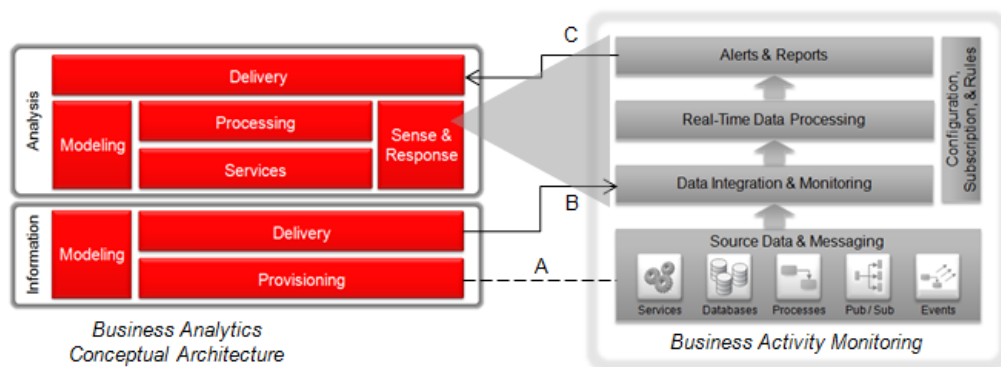 Analysis
Delivery
Modeling
Processing
Services
Sense &
Response
Information
Modeling
Delivery
Provisioning
Business Analytics
Conceptual Architecture
C
B
A
Alerts & Reports
Real-Time Data Processing
Data Integration & Monitoring
Configuration,
Subscription, & Rules
Source Data & Messaging
Services
Databases
Processes
Pub / Sub
Events
Business Activity Monitoring